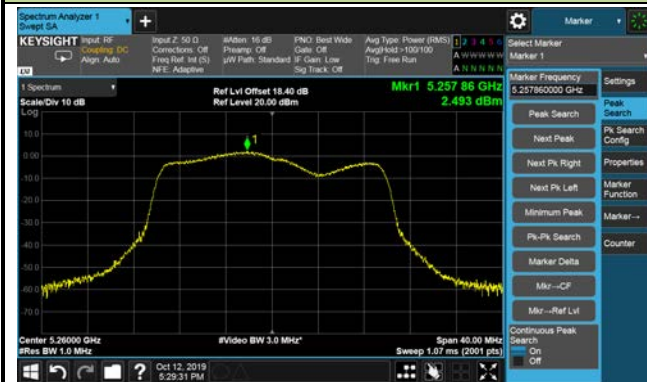 Spectrum Analyzer 1
Swept SA
Marker
KEYSIGHT
Input: RF
Coupling: DC
Align: Auto
Input Z: 50 Ω
Corrections: Off
Freq Ref: Int (S)
NFE: Adaptive
#Atten: 16 dB
Preamp: Off
µW Path: Standard
PNO: Best Wide
Gate: Off
IF Gain: Low
Sig Track: Off
Avg Type: Power (RMS)
Avg|Hold:>100/100
Trig: Free Run
1 2 3 4 5 6
A W W W W W
A N N N N N
Select Marker
Marker 1
LXI
1 Spectrum
Scale/Div 10 dB
Log
Ref Lvl Offset 18.40 dB
Ref Level 20.00 dBm
Mkr1 5.257 86 GHz
2.493 dBm
1
10.0
0.00
-10.0
-20.0
-30.0
-40.0
-50.0
-60.0
-70.0
Center 5.26000 GHz
#Res BW 1.0 MHz
#Video BW 3.0 MHz*
Span 40.00 MHz
Sweep 1.07 ms (2001 pts)
Marker Frequency
5.257860000 GHz
Peak Search
Next Peak
Next Pk Right
Next Pk Left
Minimum Peak
Pk-Pk Search
Marker Delta
Mkr→CF
Mkr→Ref Lvl
Continuous Peak
Search
On
Off
Settings
Peak
Search
Pk Search
Config
Properties
Marker
Function
Marker→
Counter
?
Oct 12, 2019
5:29:31 PM